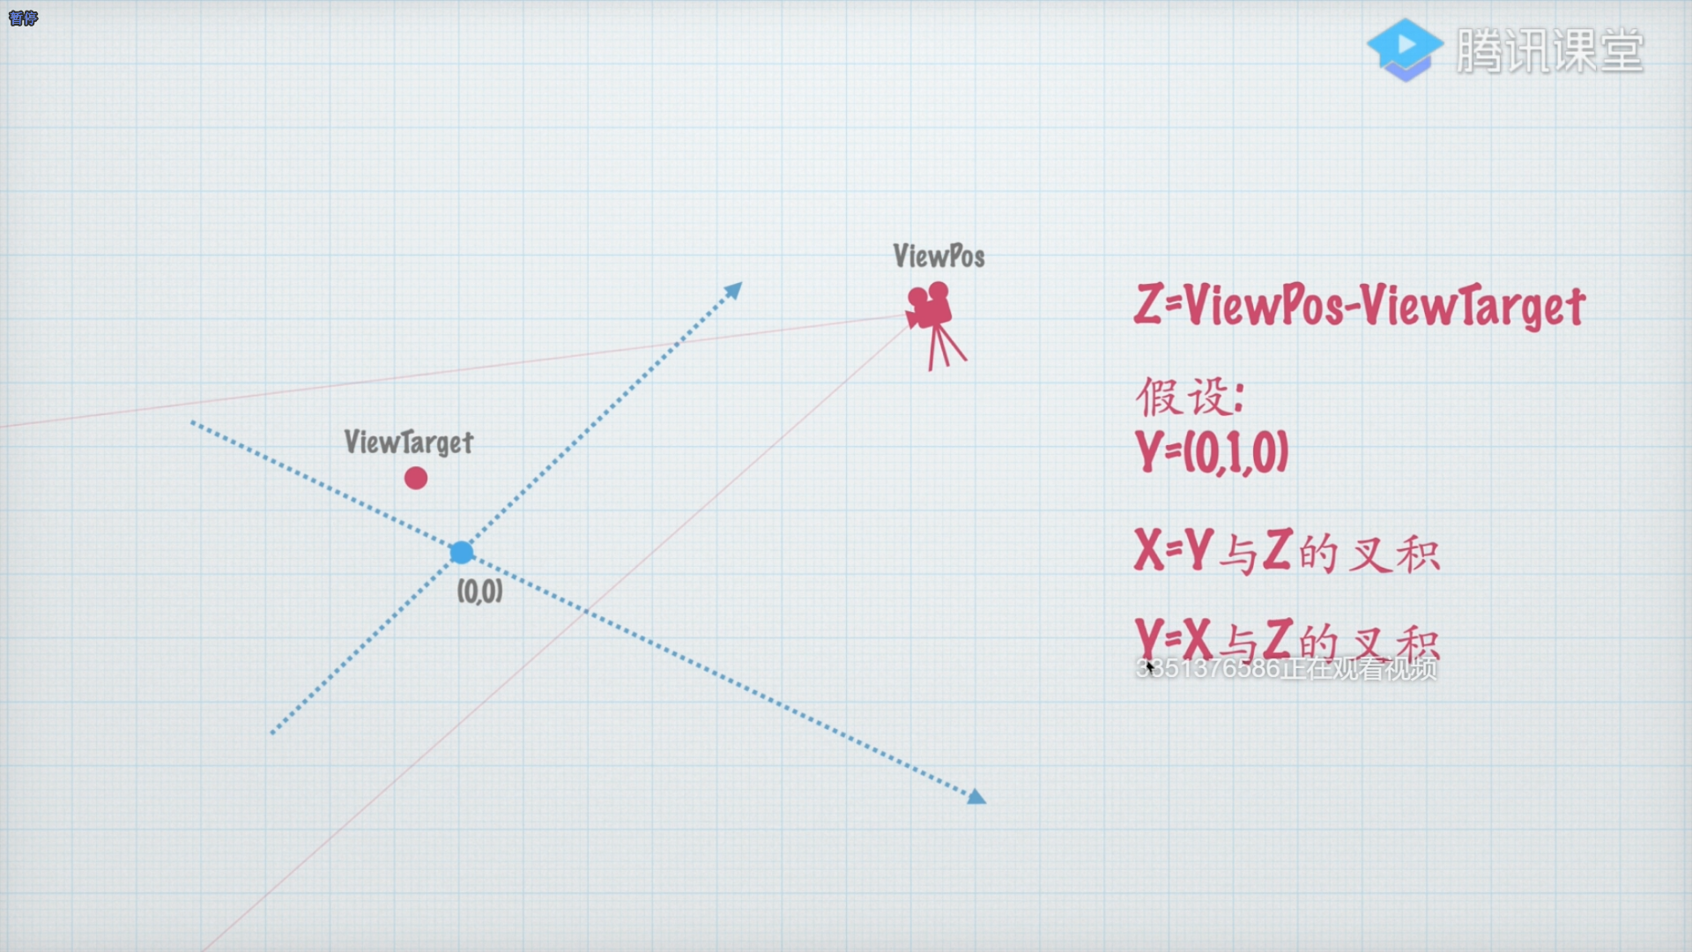 暂停
腾讯课堂
ViewPos
Z=ViewPos-ViewTarget
假设:
Y=(0,1,0)
ViewTarget
X=Y与Z的叉积
(0,0)
Y=X与Z的叉积
3851376586正在观看视频